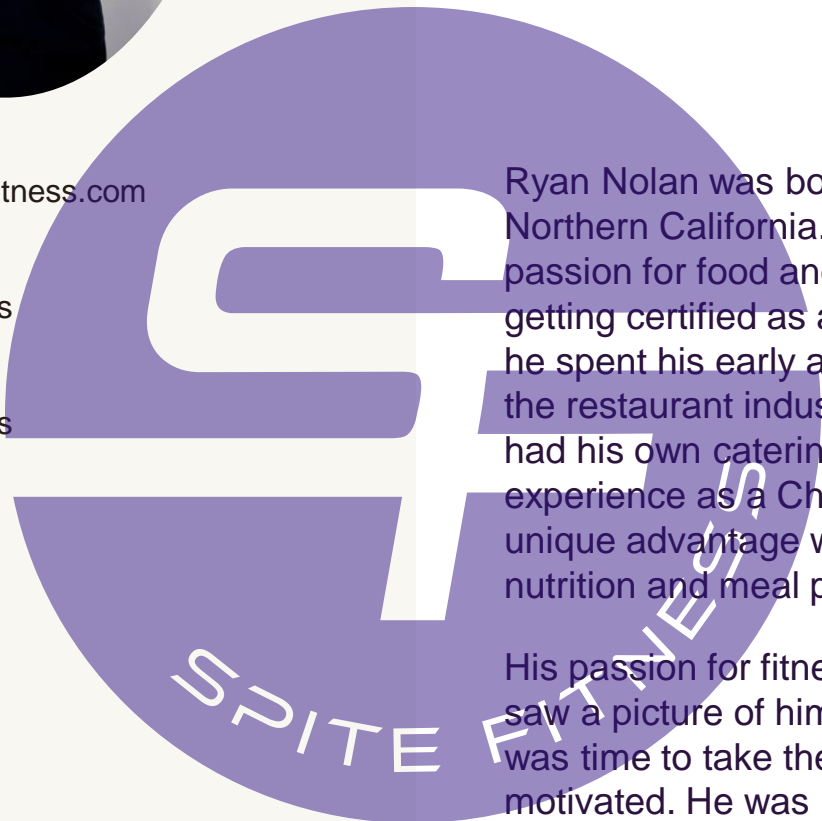 tness.com
s
s
SF
SPITE FITNESS
Ryan Nolan was bo
Northern California.
passion for food and
getting certified as a
he spent his early a
the restaurant indus
had his own caterin
experience as a Ch
unique advantage w
nutrition and meal p
His passion for fitne
saw a picture of him
was time to take the
motivated. He was